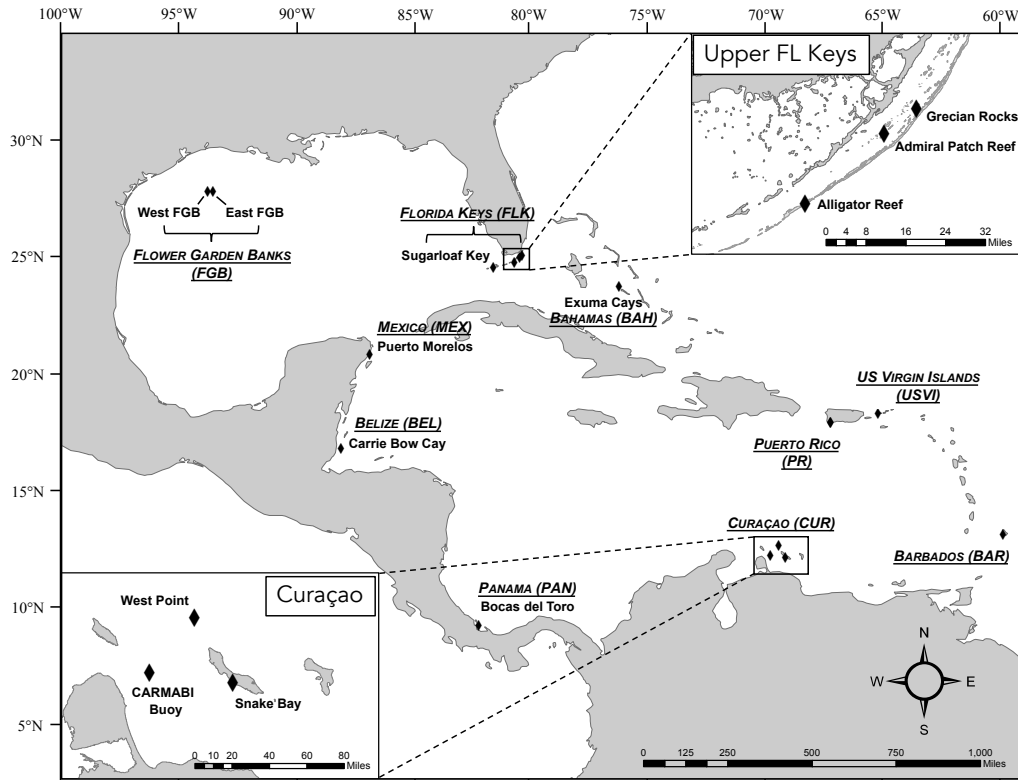 100°W 95°W 90°W 85°W 80°W 75°W 70°W 65°W 60°W
Upper FL Keys
Grecian Rocks
Admiral Patch Reef
Alligator Reef
0 4 8 16 24 32
Miles
30°N
West FGB East FGB
FLOWER GARDEN BANKS
(FGB)
FLORIDA KEYS (FLK)
Sugarloaf Key
25°N
Exuma Cays
BAHAMAS (BAH)
MEXICO (MEX)
Puerto Morelos
20°N
US VIRGIN ISLANDS
(USVI)
BELIZE (BEL)
Carrie Bow Cay
PUERTO RICO
(PR)
15°N
CURAÇAO (CUR)
BARBADOS (BAR)
PANAMA (PAN)
Bocas del Toro
10°N
Curaçao
West Point
CARMABI
Buoy
Snake Bay
0 10 20 40 60 80
Miles
5°N
N
W E
S
0 125 250 500 750 1,000
Miles